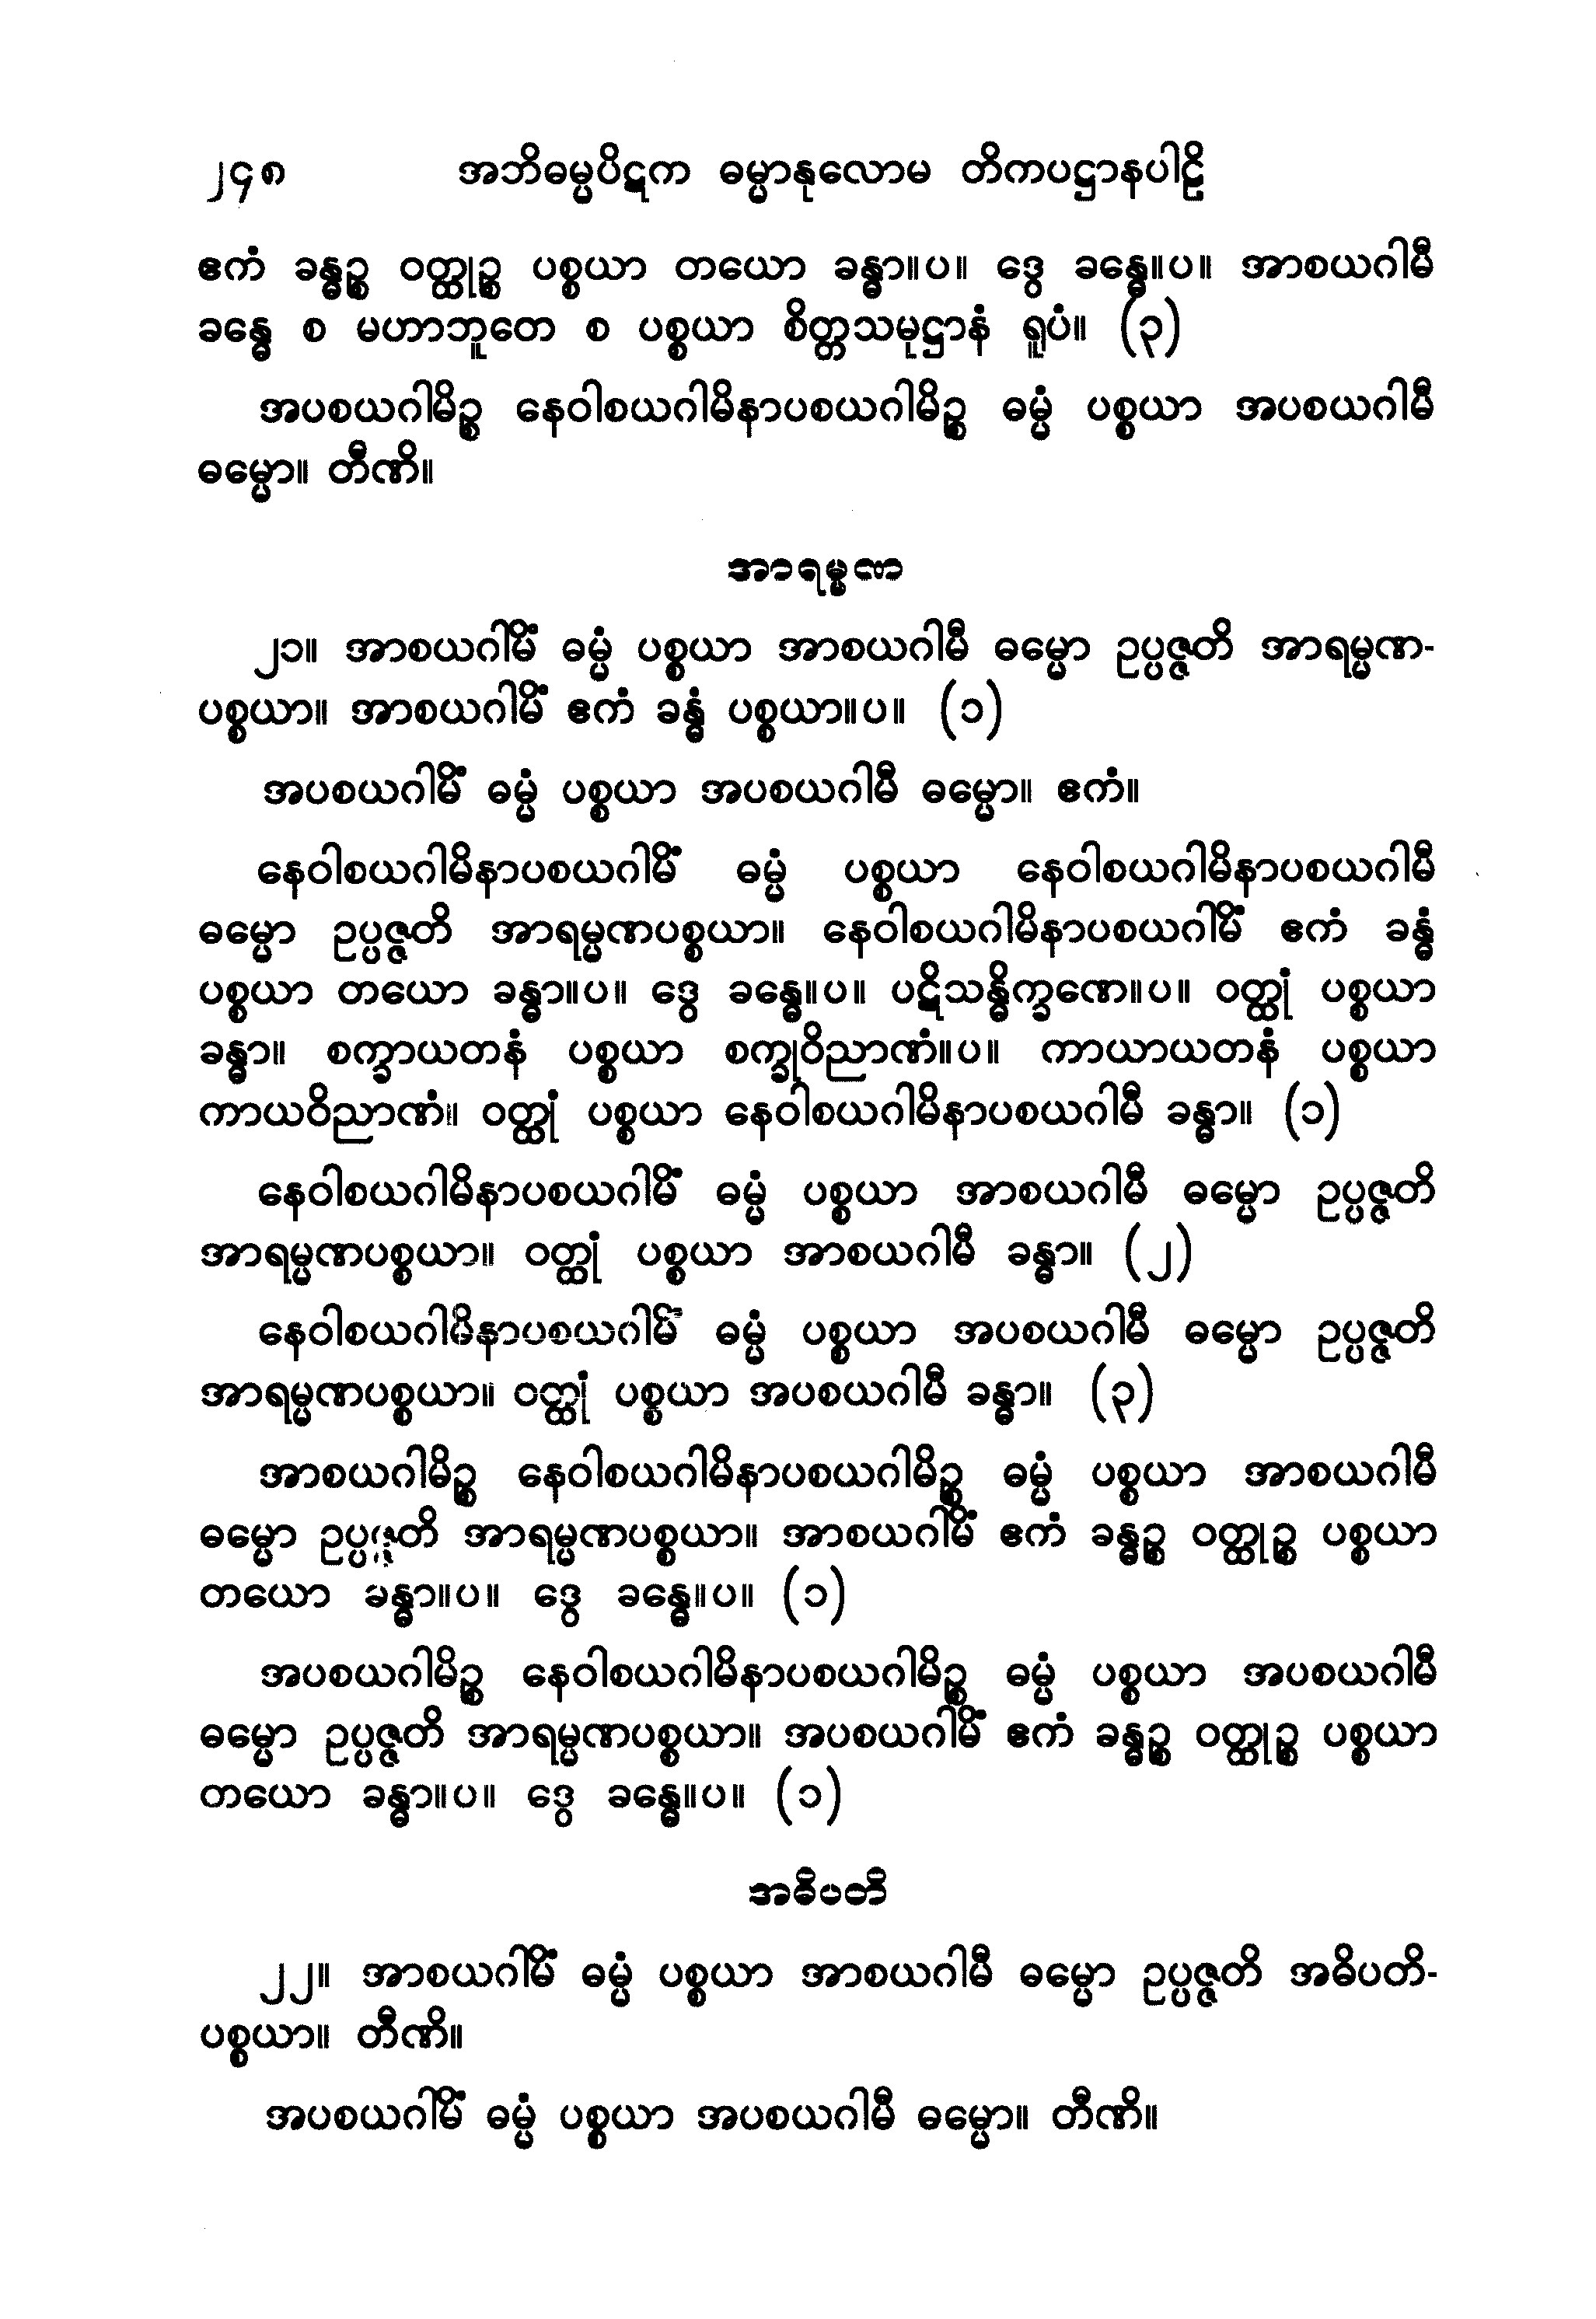 ၂၄၈ အဘိဓမ္မပိဋက ဓမ္မာနုလောမ တိကပဋ္ဌာနပါဠိ
ဧကံ ခန္ဓဉ္စ ဝတ္ထုဉ္စ ပစ္စယာ တယော ခန္ဓာ။ပ။ ဒွေ ခန္ဓေ။ပ။ အာစယဂါမီ
ခန္ဓေ စ မဟာဘူတေ စ ပစ္စယာ စိတ္တသမုဋ္ဌာနံ ရူပံ။ (၃)
အပစယဂါမိဉ္စ နေဝါစယဂါမိနာပစယဂါမိဉ္စ ဓမ္မံ ပစ္စယာ အပစယဂါမီ
ဓမ္မော။ တီဏိ။
အာရမ္မဏ
၂၁။ အာစယဂါမိံ ဓမ္မံ ပစ္စယာ အာစယဂါမီ ဓမ္မော ဥပ္ပဇ္ဇတိ အာရမ္မဏ-
ပစ္စယာ။ အာစယဂါမိံ ဧကံ ခန္ဓံ ပစ္စယာ။ပ။ (၁)
အပစယဂါမိံ ဓမ္မံ ပစ္စယာ အပစယဂါမီ ဓမ္မော။ ဧကံ။
နေဝါစယဂါမိနာပစယဂါမိံ ဓမ္မံ ပစ္စယာ နေဝါစယဂါမိနာပစယဂါမီ
ဓမ္မော ဥပ္ပဇ္ဇတိ အာရမ္မဏပစ္စယာ။ နေဝါစယဂါမိနာပစယဂါမိံ ဧကံ ခန္ဓံ
ပစ္စယာ တယော ခန္ဓာ။ပ။ ဒွေ ခန္ဓေ။ပ။ ပဋိသန္ဓိက္ခဏေ။ပ။ ဝတ္ထုံ ပစ္စယာ
ခန္ဓာ။ စက္ခာယတနံ ပစ္စယာ စက္ခုဝိညာဏံ။ပ။ ကာယာယတနံ ပစ္စယာ
ကာယဝိညာဏံ။ ဝတ္ထုံ ပစ္စယာ နေဝါစယဂါမိနာပစယဂါမီ ခန္ဓာ။ (၁)
နေဝါစယဂါမိနာပစယဂါမိံ ဓမ္မံ ပစ္စယာ အာစယဂါမီ ဓမ္မော ဥပ္ပဇ္ဇတိ
အာရမ္မဏပစ္စယာ။ ဝတ္ထုံ ပစ္စယာ အာစယဂါမီ ခန္ဓာ။ (၂)
နေဝါစယဂါမိနာပစယဂါမိံ ဓမ္မံ ပစ္စယာ အပစယဂါမီ ဓမ္မော ဥပ္ပဇ္ဇတိ
အာရမ္မဏပစ္စယာ။ ဝတ္ထုံ ပစ္စယာ အပစယဂါမီ ခန္ဓာ။ (၃)
အာစယဂါမိဉ္စ နေဝါစယဂါမိနာပစယဂါမိဉ္စ ဓမ္မံ ပစ္စယာ အာစယဂါမီ
ဓမ္မော ဥပ္ပဇ္ဇတိ အာရမ္မဏပစ္စယာ။ အာစယဂါမိံ ဧကံ ခန္ဓဉ္စ ဝတ္ထုဉ္စ ပစ္စယာ
တယော ခန္ဓာ။ပ။ ဒွေ ခန္ဓေ။ပ။ (၁)
အပစယဂါမိဉ္စ နေဝါစယဂါမိနာပစယဂါမိဉ္စ ဓမ္မံ ပစ္စယာ အပစယဂါမီ
ဓမ္မော ဥပ္ပဇ္ဇတိ အာရမ္မဏပစ္စယာ။ အပစယဂါမိံ ဧကံ ခန္ဓဉ္စ ဝတ္ထုဉ္စ ပစ္စယာ
တယော ခန္ဓာ။ပ။ ဒွေ ခန္ဓေ။ပ။ (၁)
အဓိပတိ
၂၂။ အာစယဂါမိံ ဓမ္မံ ပစ္စယာ အာစယဂါမီ ဓမ္မော ဥပ္ပဇ္ဇတိ အဓိပတိ-
ပစ္စယာ။ တီဏိ။
အပစယဂါမိံ ဓမ္မံ ပစ္စယာ အပစယဂါမီ ဓမ္မော။ တီဏိ။